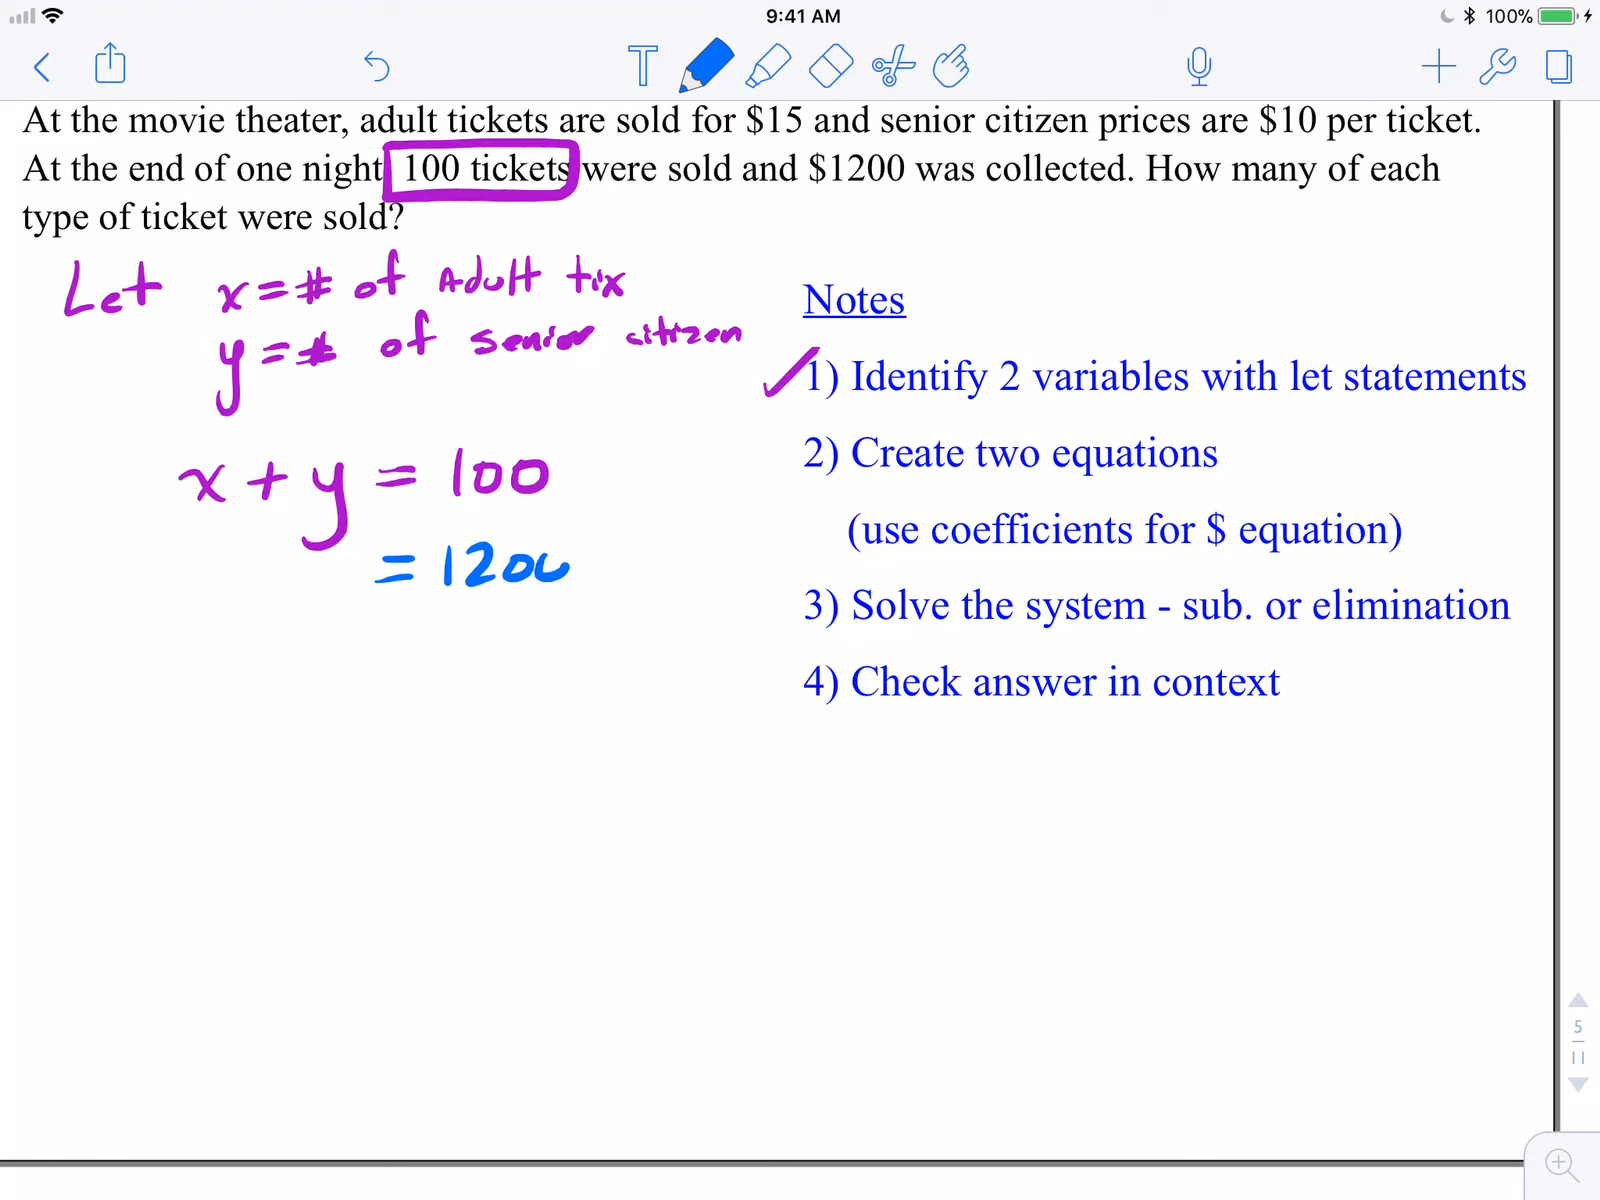 9:41 AM
100%
T
At the movie theater, adult tickets are sold for $15 and senior citizen prices are $10 per ticket.
At the end of one night 100 tickets were sold and $1200 was collected. How many of each
type of ticket were sold?
Let x = # of Adult tix
y = # of senior citizen
x + y = 100
= 1200
Notes
1) Identify 2 variables with let statements
2) Create two equations
(use coefficients for $ equation)
3) Solve the system - sub. or elimination
4) Check answer in context
5
11